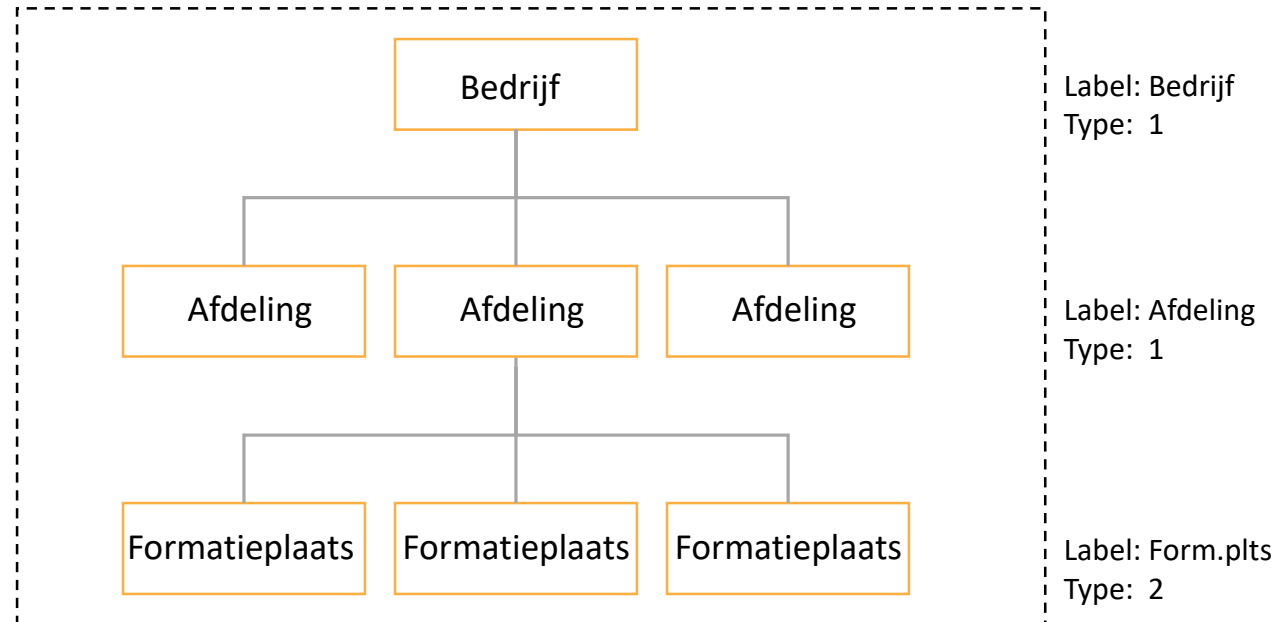 Bedrijf
Label: Bedrijf
Type: 1
Afdeling
Afdeling
Afdeling
Label: Afdeling
Type: 1
Formatieplaats
Formatieplaats
Formatieplaats
Label: Form.plts
Type: 2